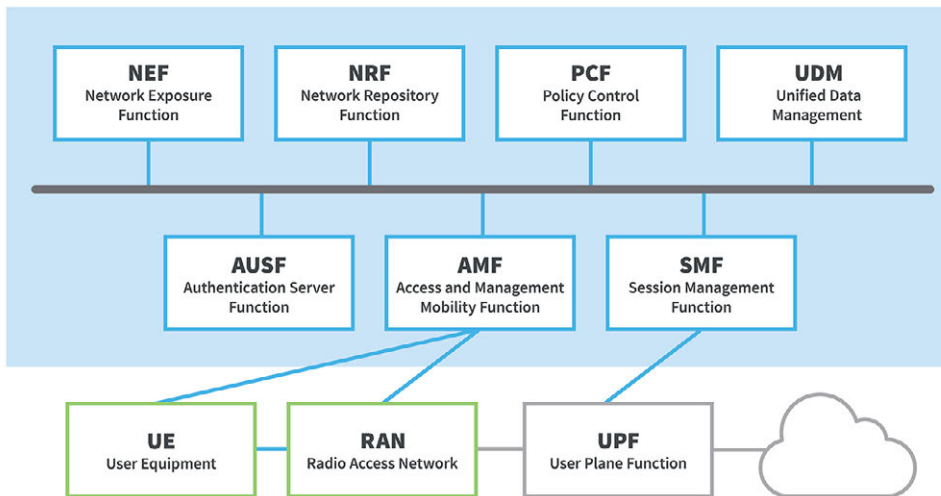 NEF
Network Exposure
Function
NRF
Network Repository
Function
PCF
Policy Control
Function
UDM
Unified Data
Management
AUSF
Authentication Server
Function
AMF
Access and Management
Mobility Function
SMF
Session Management
Function
UE
User Equipment
RAN
Radio Access Network
UPF
User Plane Function